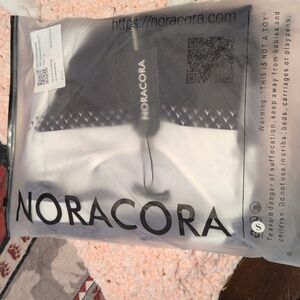 https://noracora.com
NORACORA
NORACORA
S
Warning: "THIS IS NOT A TOY"
To avoid danger of suffocation, keep away from babies and
children. Do not use in cribs, beds, carriages or playpens.